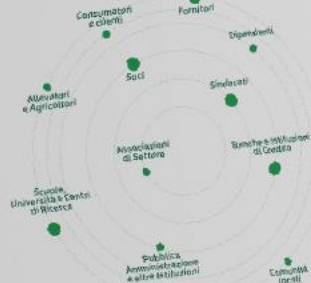 Consumatori
e clienti
Fornitori
Dipendenti
Soci
Sindacati
Allevatori
e Agricoltori
Associazioni
di Settore
Banche e Istituzioni
di Credito
Scuole,
Università e Centri
di Ricerca
Pubblica
Amministrazione
e altre Istituzioni
Comunità
locali